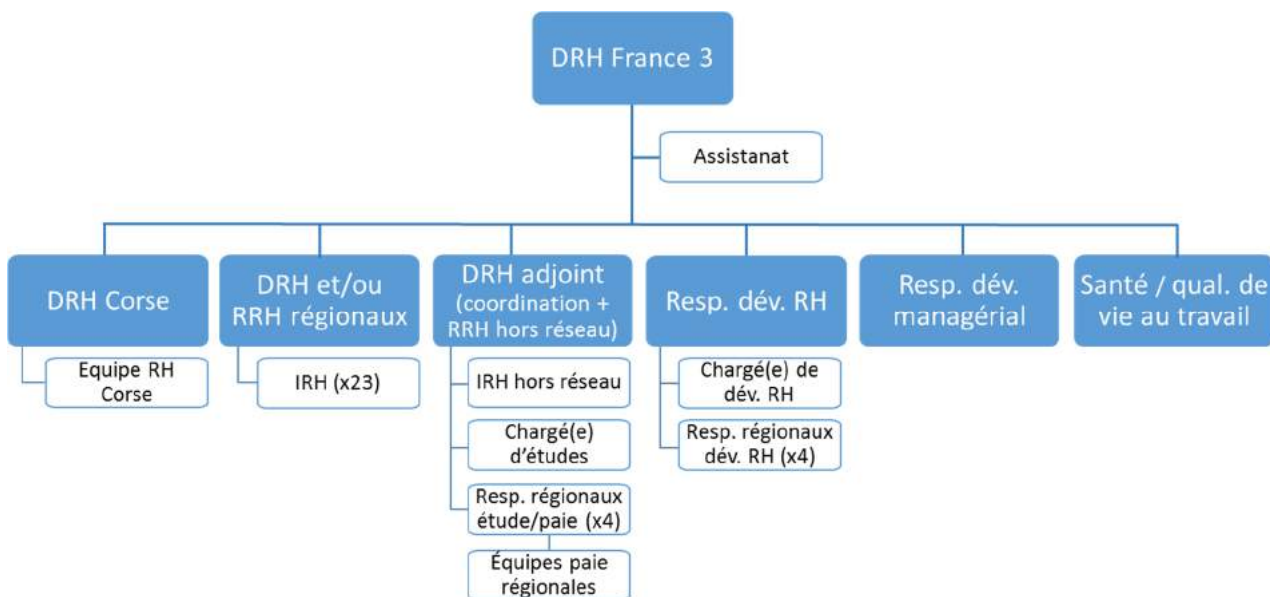 DRH France 3
Assistanat
DRH Corse
Equipe RH
Corse
DRH et/ou
RRH régionaux
IRH (x23)
DRH adjoint
(coordination +
RRH hors réseau)
IRH hors réseau
Chargé(e)
d'études
Resp. régionaux
étude/paie (x4)
Équipes paie
régionales
Resp. dév. RH
Chargé(e) de
dév. RH
Resp. régionaux
dév. RH (x4)
Resp. dév.
managérial
Santé / qual. de
vie au travail